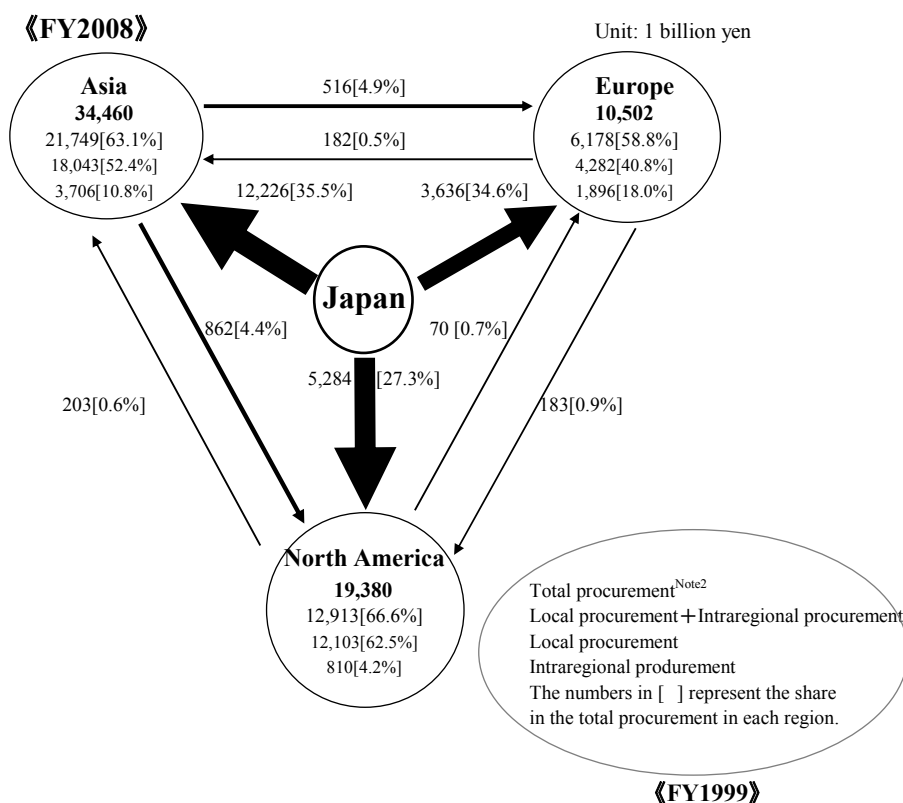 《FY2008》
Unit: 1 billion yen
Asia
34,460
21,749[63.1%]
18,043[52.4%]
3,706[10.8%]
516[4.9%]
182[0.5%]
Europe
10,502
6,178[58.8%]
4,282[40.8%]
1,896[18.0%]
12,226[35.5%]
3,636[34.6%]
Japan
862[4.4%]
70 [0.7%]
5,284 [27.3%]
203[0.6%]
183[0.9%]
North America
19,380
12,913[66.6%]
12,103[62.5%]
810[4.2%]
Total procurement Note2
Local procurement＋Intraregional procurement
Local procurement
Intraregional produrement
The numbers in [ ] represent the share
in the total procurement in each region.
《FY1999》